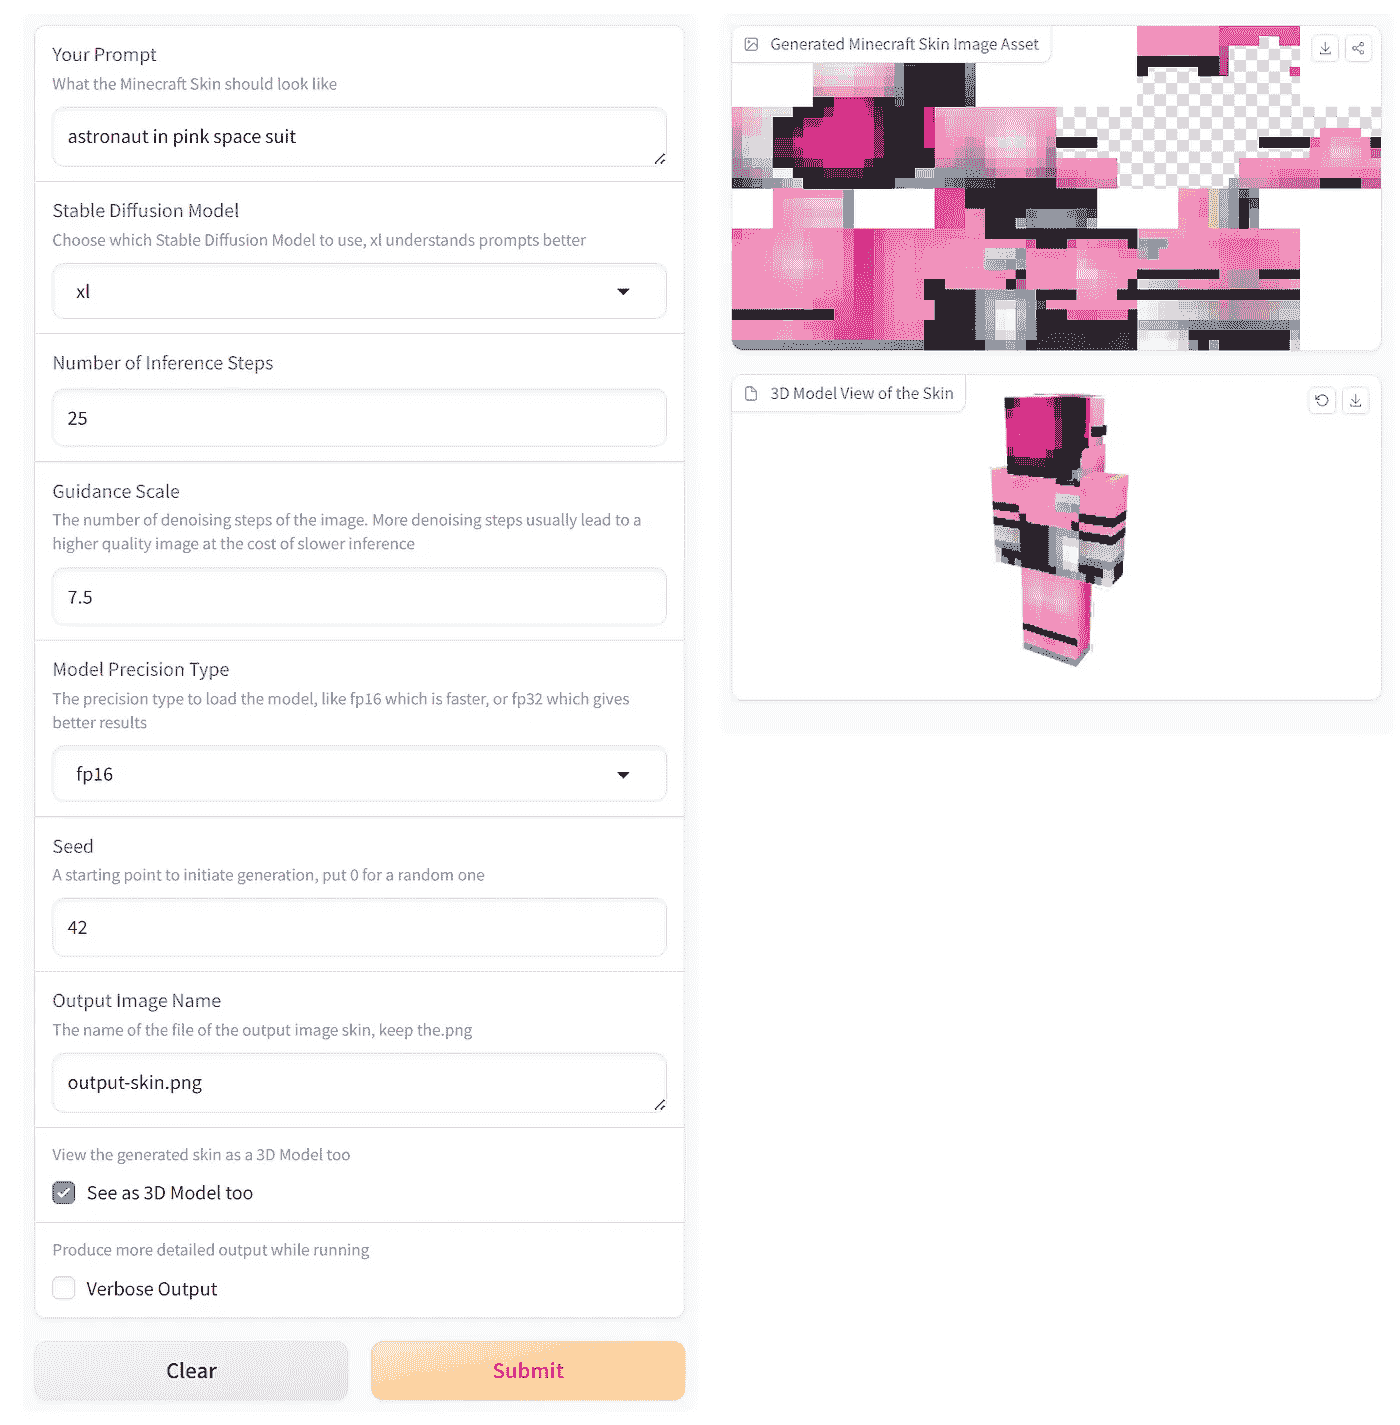 Your Prompt
What the Minecraft Skin should look like
astronaut in pink space suit
Stable Diffusion Model
Choose which Stable Diffusion Model to use, xl understands prompts better
xl
Number of Inference Steps
25
Guidance Scale
The number of denoising steps of the image. More denoising steps usually lead to a
higher quality image at the cost of slower inference
7.5
Model Precision Type
The precision type to load the model, like fp16 which is faster, or fp32 which gives
better results
fp16
Seed
A starting point to initiate generation, put 0 for a random one
42
Output Image Name
The name of the file of the output image skin, keep the.png
output-skin.png
View the generated skin as a 3D Model too
See as 3D Model too
Produce more detailed output while running
Verbose Output
Clear
Submit
Generated Minecraft Skin Image Asset
3D Model View of the Skin